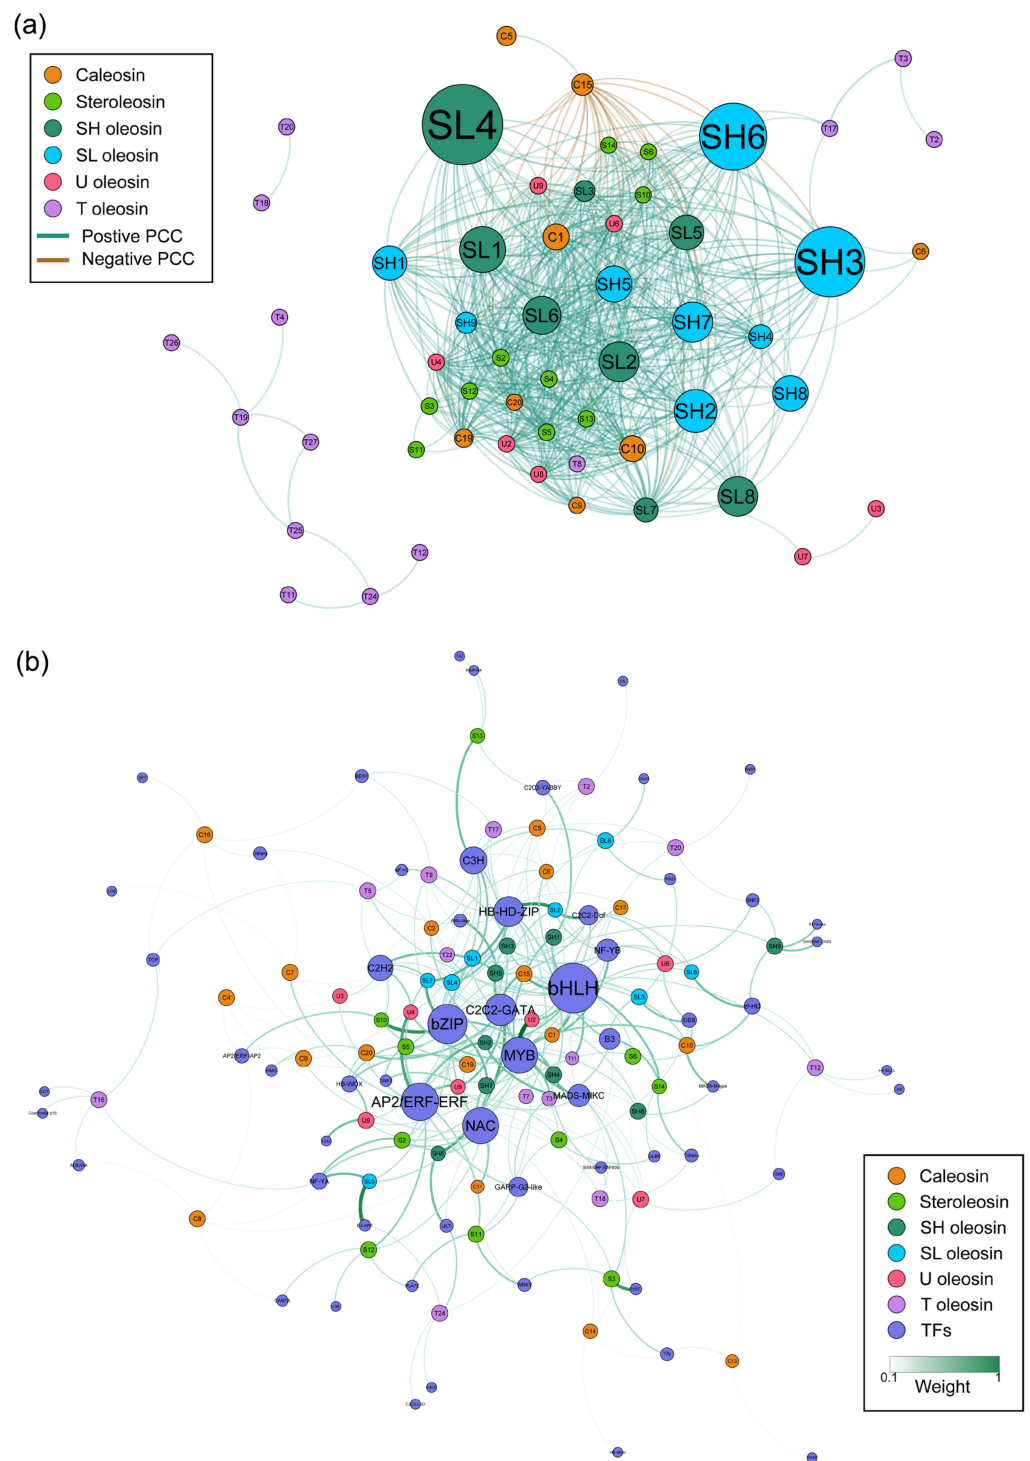 (a)
Caleosin
Steroleosin
SH oleosin
SL oleosin
U oleosin
T oleosin
Postive PCC
Negative PCC
C5
T3
C15
SL4
SH6
T20
T17
T2
S14
S6
U9
SL3
S10
T18
U6
SL5
C1
SL1
C6
SH1
SH3
SH5
T4
SL6
SH9
SH7
SH4
T26
S2
U4
SL2
S4
S12
SH8
C20
S3
SH2
T19
S13
S5
C19
T27
U2
C10
S11
T8
U8
SL8
C9
SL7
U3
T25
T12
U7
T11
T24
(b)
S13
BES1
C2C2-YABBY
T2
C16
T17
C5
SL8
T20
C3H
C8
T9
T5
SNF2
HB-HD-ZIP
SL2
C17
C2C2-Dof
C2
SH1
SH3
SH9
NF-YB
T22
SL1
TCP
U6
C2H2
C7
SH5
C15
SL5
SL7
SL4
bHLH
U3
C4
SL3
C2C2-GATA
U4
zf-HD
S10
U2
CBB
bZIP
C1
B3
SH2
S5
C10
C20
MYB
AP2/ERF-AP2
S6
C9
T11
C19
T12
SH4
HB-WOX
U8
SH7
S14
MADS-MIKC
T16
T7
T3
AP2/ERF-ERF
SH8
U9
NAC
S2
S4
SH6
NF-YA
SL5
C11
GARP-G2-like
T18
U7
C8
ULT
S11
S12
S3
T24
C14
C13
Caleosin
Steroleosin
SH oleosin
SL oleosin
U oleosin
T oleosin
TFs
0.1
1
Weight